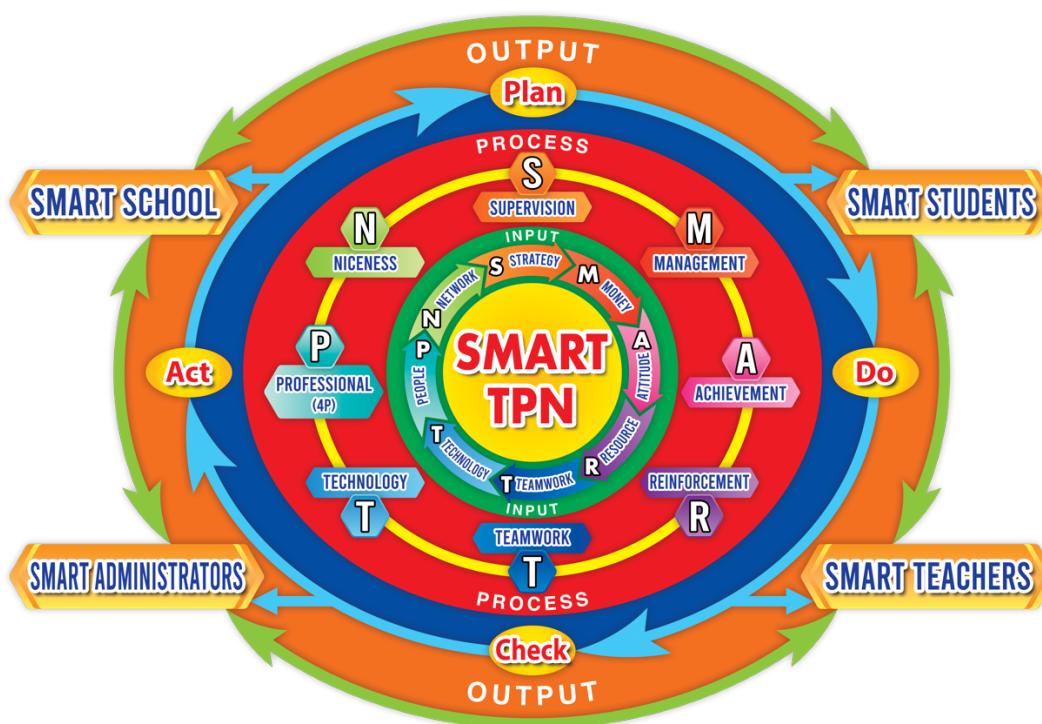 OUTPUT
Plan
SMART SCHOOL
SMART STUDENTS
Act
Do
SMART ADMINISTRATORS
SMART TEACHERS
Check
OUTPUT
PROCESS
S
SUPERVISION
M
MANAGEMENT
A
ACHIEVEMENT
REINFORCEMENT
R
TEAMWORK
T
TECHNOLOGY
T
P
PROFESSIONAL
(4P)
N
NICENESS
PROCESS
INPUT
S STRATEGY
M MONEY
A ATTITUDE
R RESOURCE
T TEAMWORK
T TECHNOLOGY
P PEOPLE
N NETWORK
INPUT
SMART
TPN